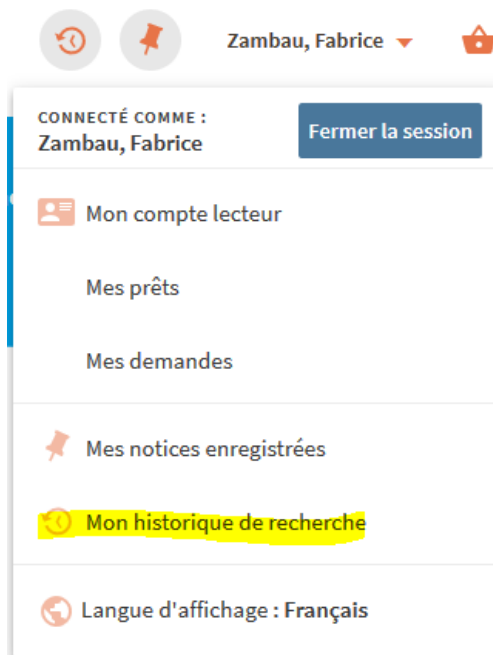 Zambau, Fabrice
CONNECTÉ COMME :
Zambau, Fabrice
Fermer la session
Mon compte lecteur
Mes prêts
Mes demandes
Mes notices enregistrées
Mon historique de recherche
Langue d'affichage : Français